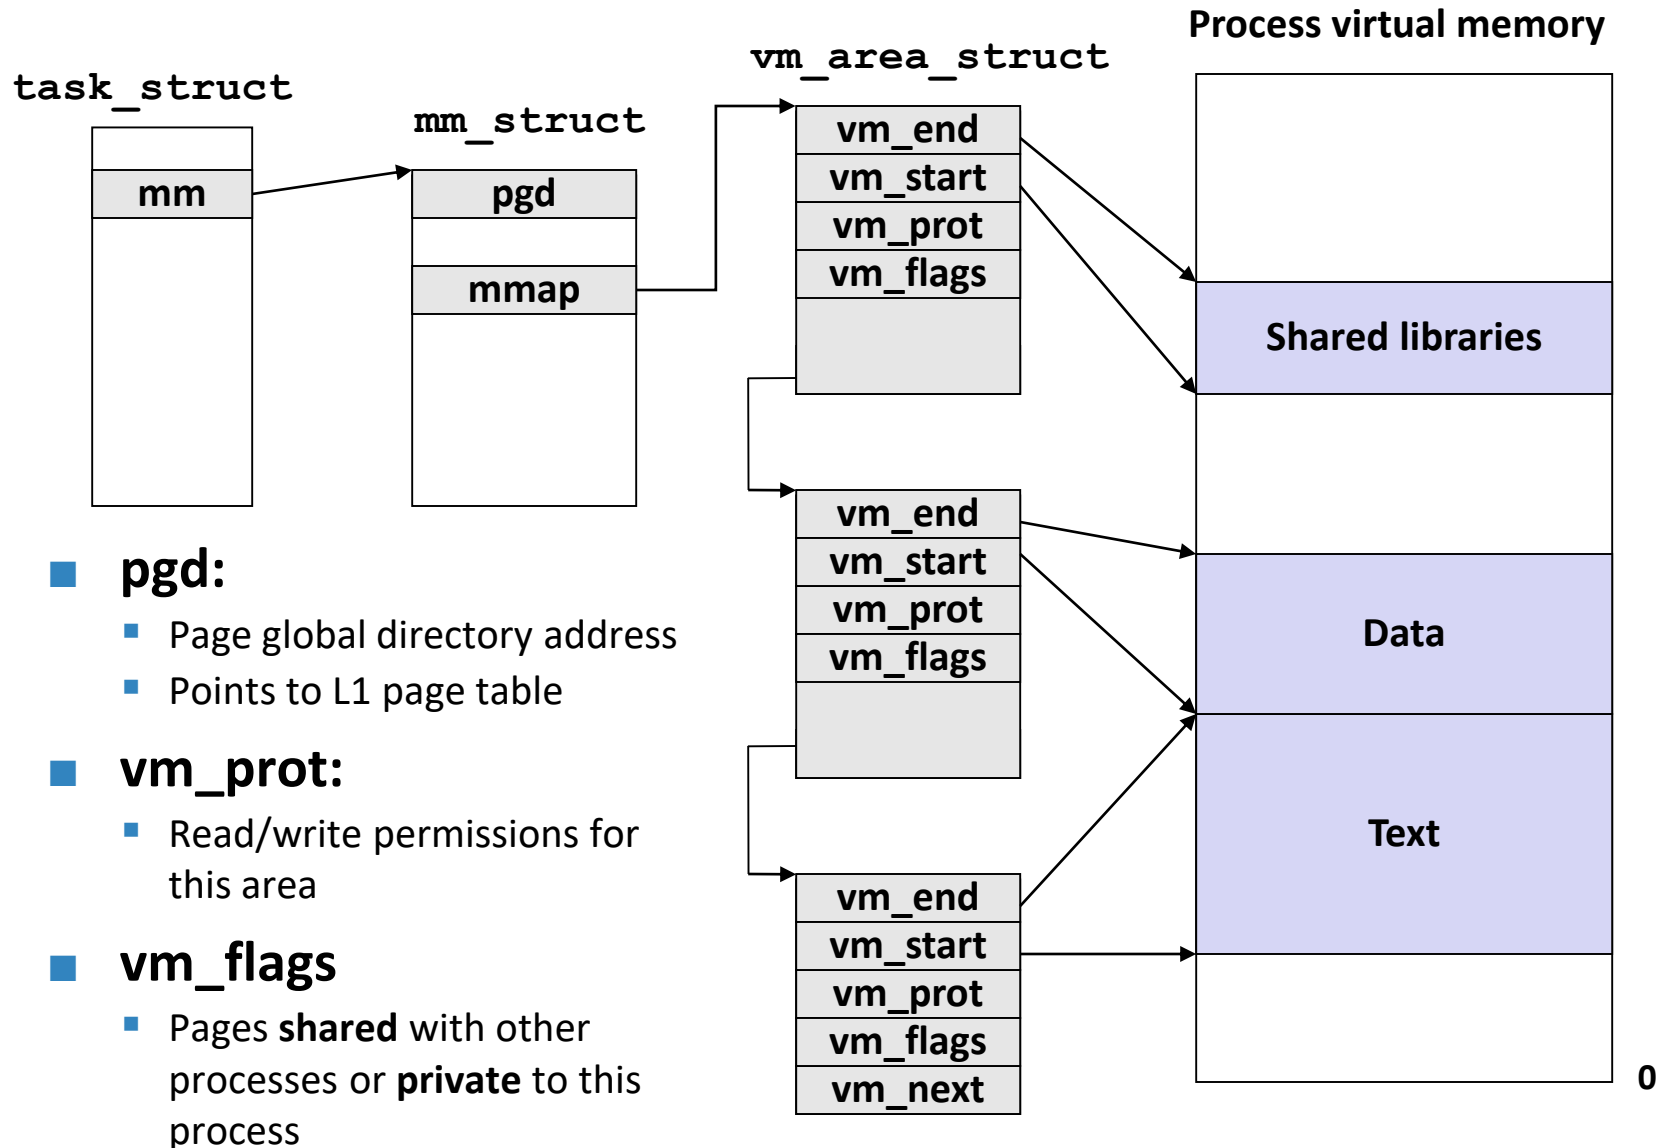 Process virtual memory
vm_area_struct
task_struct
mm_struct
mm
pgd
mmap
vm_end
vm_start
vm_prot
vm_flags
Shared libraries
vm_end
vm_start
vm_prot
vm_flags
Data
Text
vm_end
vm_start
vm_prot
vm_flags
vm_next
0
pgd:
Page global directory address
Points to L1 page table
vm_prot:
Read/write permissions for
this area
vm_flags
Pages shared with other
processes or private to this
process